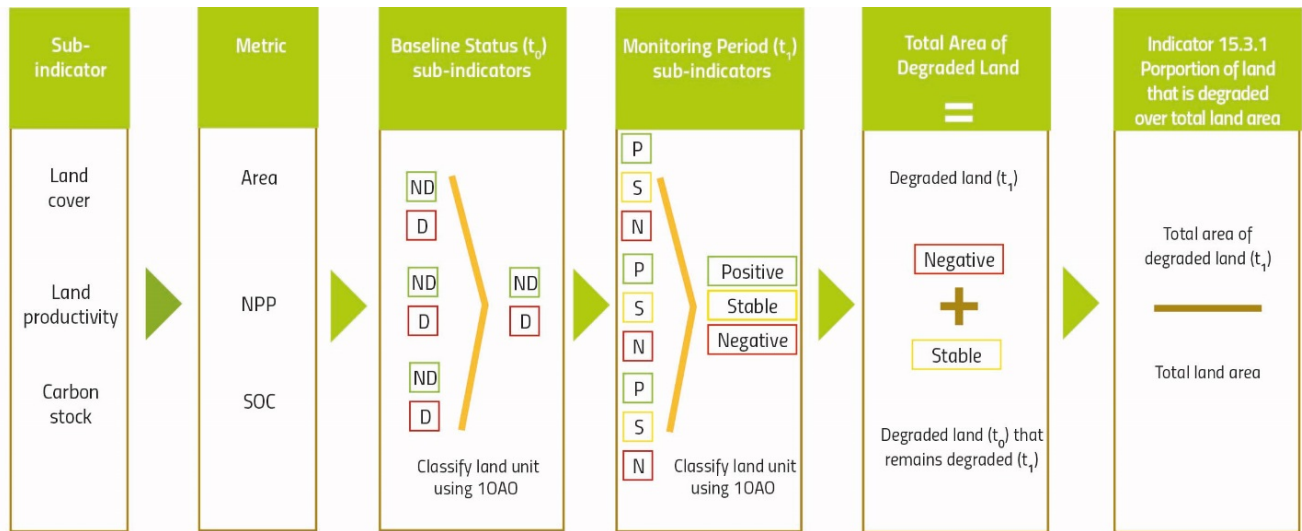 Sub-
indicator
Land
cover
Land
productivity
Carbon
stock
Metric
Area
NPP
SOC
Baseline Status (t0)
sub-indicators
ND
D
ND
D
ND
D
ND
D
Classify land unit
using 1OAO
Monitoring Period (t1)
sub-indicators
P
S
N
P
S
N
P
S
N
Positive
Stable
Negative
Classify land unit
using 1OAO
Total Area of
Degraded Land
=
Degraded land (t1)
Negative
+
Stable
Degraded land (t0) that
remains degraded (t1)
Indicator 15.3.1
Porportion of land
that is degraded
over total land area
Total area of
degraded land (t1)
Total land area